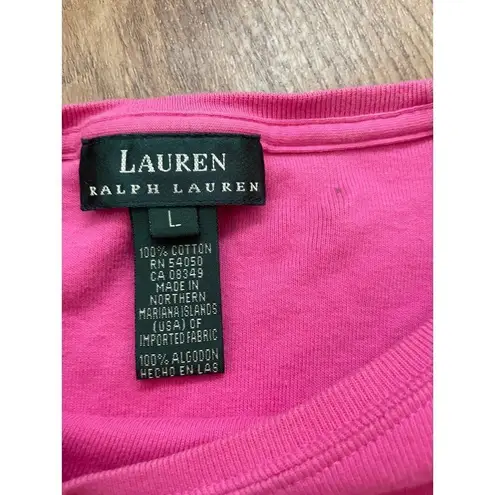 LAUREN
RALPH LAUREN
L
100% COTTON
RN 54050
CA 08349
MADE IN
NORTHERN
MARIANA ISLANDS
(USA) OF
IMPORTED FABRIC
100% ALGODON
HECHO EN LAS